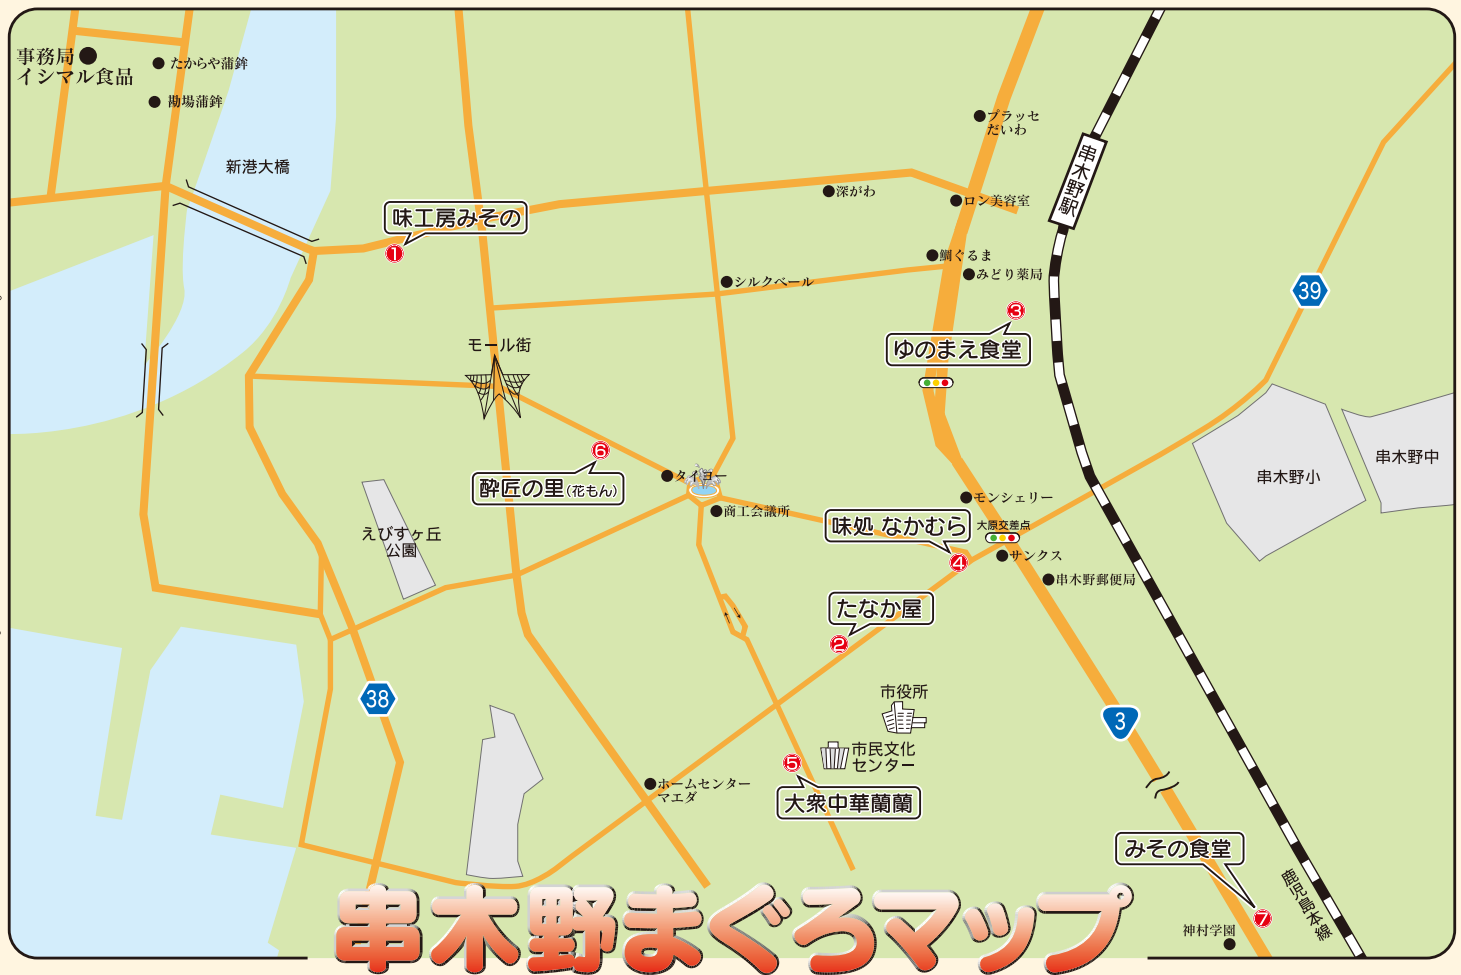 事務局
イシマル食品
たからや蒲鉾
勘場蒲鉾
新港大橋
味工房みその
1
深がわ
プラッセ
だいわ
ロン美容室
鯛ぐるま
みどり薬局
串木野駅
シルクベール
3
ゆのまえ食堂
39
モール街
6
酔匠の里(花もん)
タイヨー
商工会議所
えびすヶ丘
公園
モンシェリー
大原交差点
サンクス
串木野郵便局
味処 なかむら
4
たなか屋
2
串木野小
串木野中
38
市役所
市民文化
センター
3
5
大衆中華蘭蘭
ホームセンター
マエダ
みその食堂
7
鹿児島本線
神村学園
串木野まぐろマップ